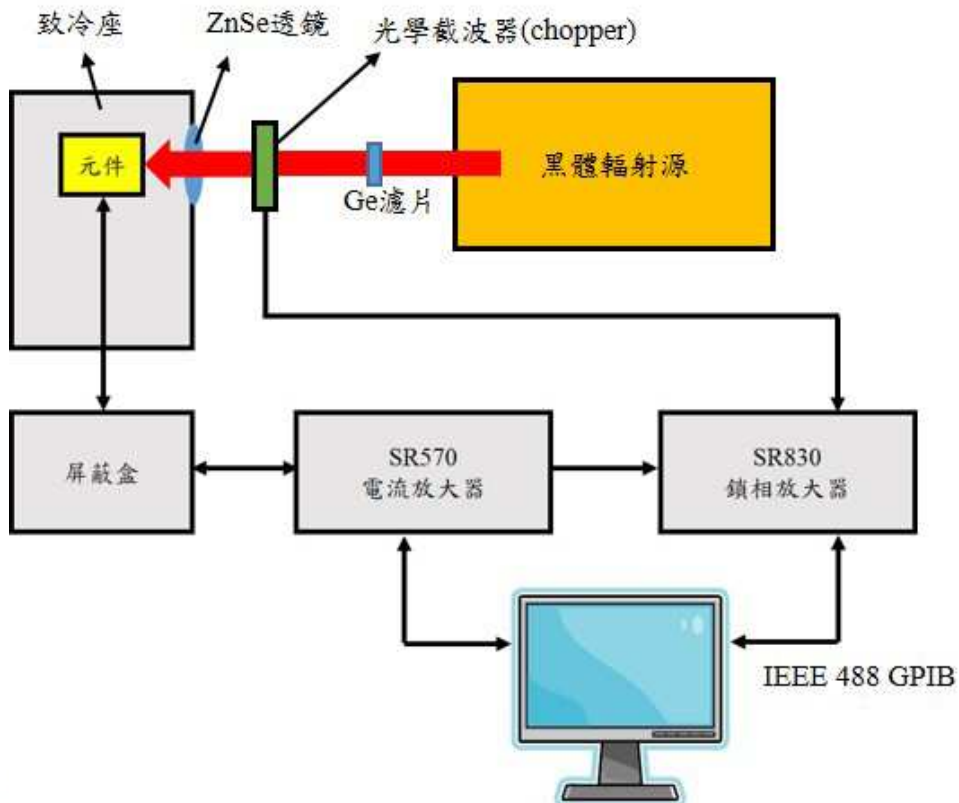 致冷座
ZnSe透鏡
光學截波器(chopper)
元件
Ge濾片
黑體輻射源
屏蔽盒
SR570
電流放大器
SR830
鎖相放大器
IEEE 488 GPIB